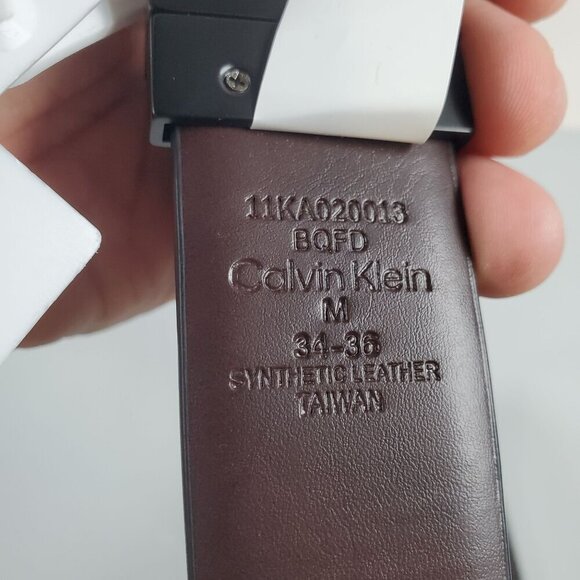 11KA020013
BQFD
Calvin Klein
M
34-36
SYNTHETIC LEATHER
TAIWAN